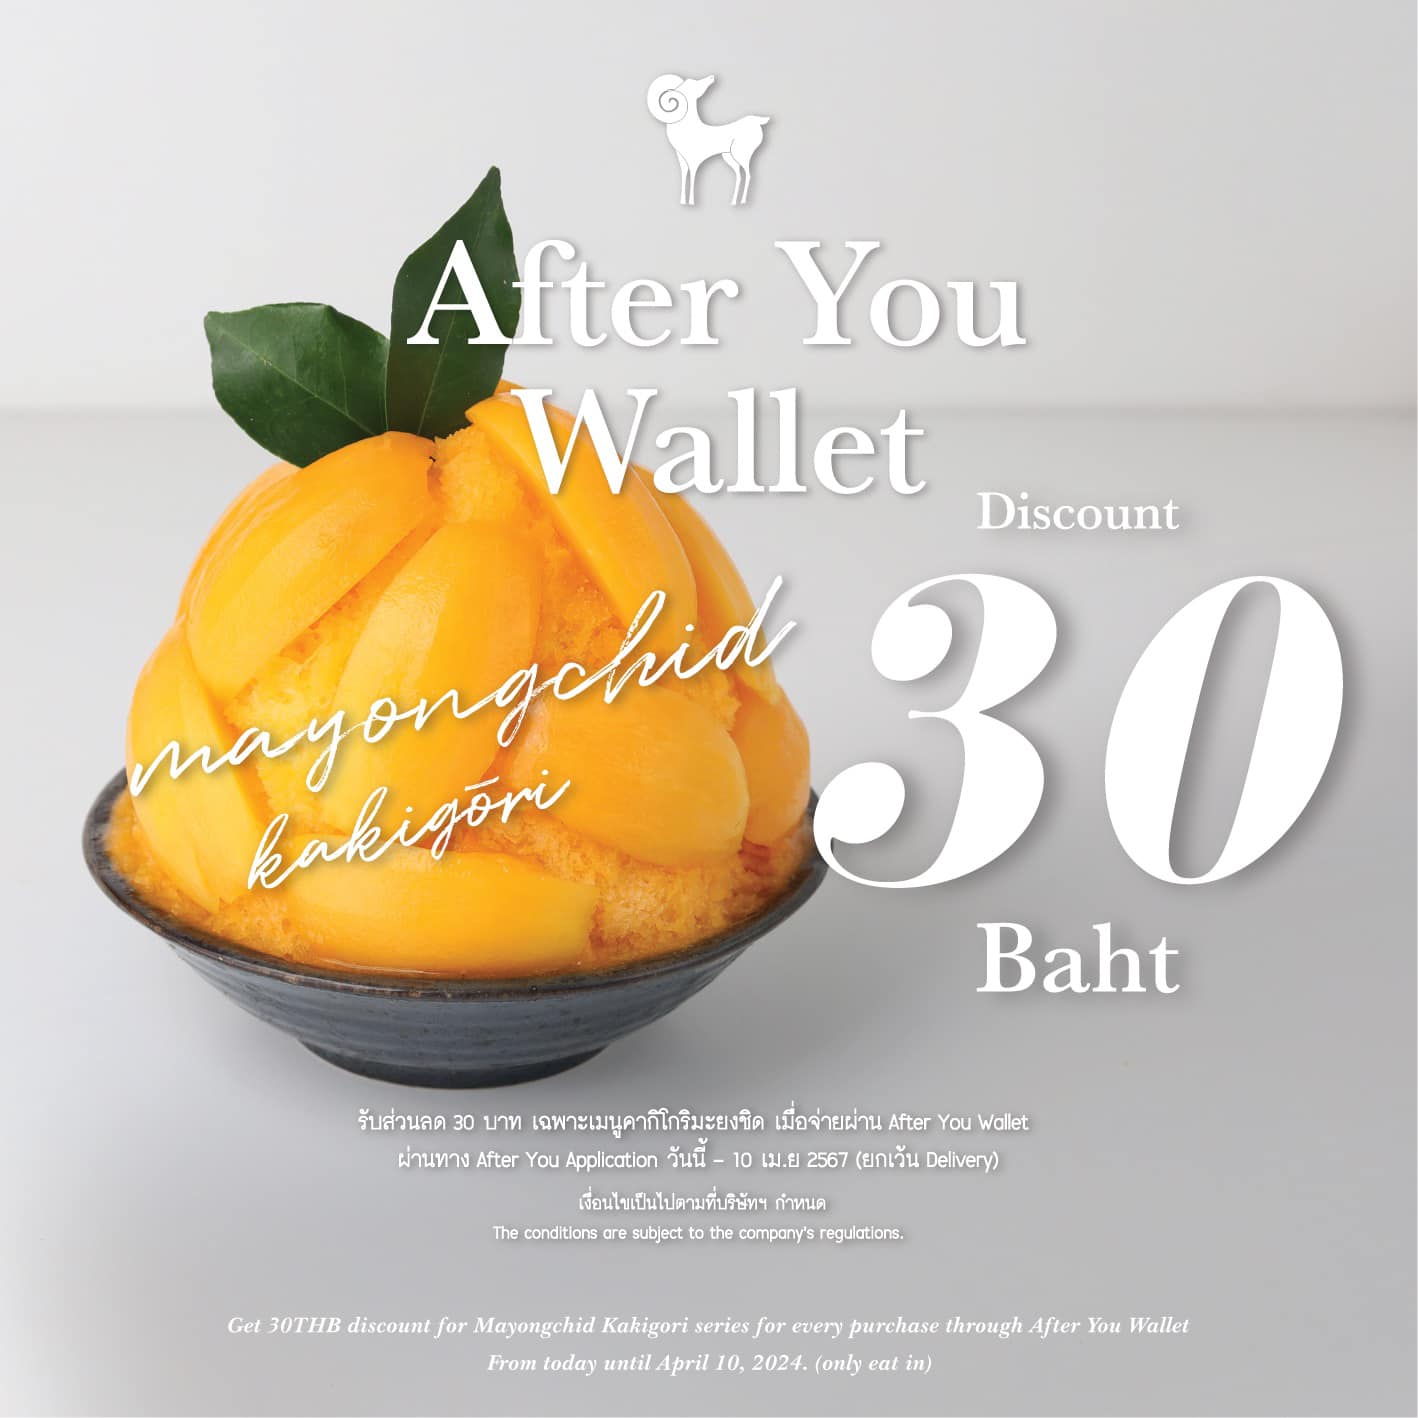 After You
Wallet
Discount
30
Baht
mayongchid
kakigōri
รับส่วนลด 30 บาท เฉพาะเมนูคากิโกริมะยงชิด เมื่อจ่ายผ่าน After You Wallet
ผ่านทาง After You Application วันนี้ – 10 เม.ย 2567 (ยกเว้น Delivery)
เงื่อนไขเป็นไปตามที่บริษัทฯ กำหนด
The conditions are subject to the company's regulations.
Get 30THB discount for Mayongchid Kakigori series for every purchase through After You Wallet
From today until April 10, 2024. (only eat in)